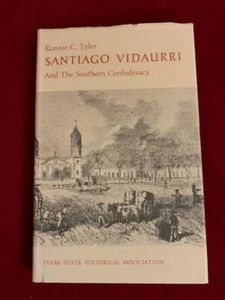 Ronnie C. Tyler
SANTIAGO VIDAURRI
And The Southern Confederacy
TEXAS STATE HISTORICAL ASSOCIATION